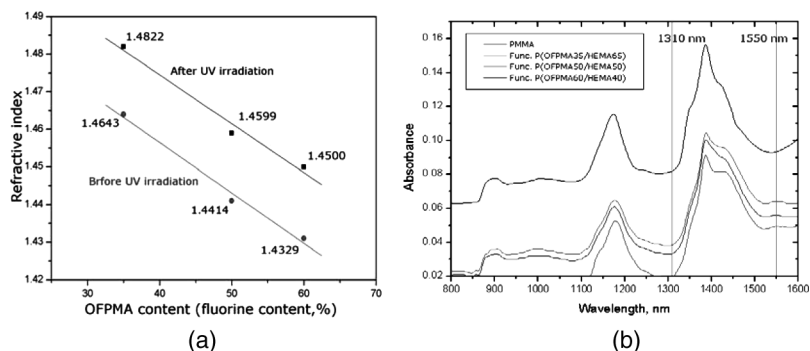 1.49
1.48
1.47
1.46
1.45
1.44
1.43
1.42
Refractive index
1.4822
After UV irradiation
1.4599
1.4643
1.4500
Brfore UV irradiation
1.4414
1.4329
30 40 50 60 70
OFPMA content (fluorine content,%)
(a)
0.16
0.14
0.12
0.10
0.08
0.06
0.04
0.02
Absorbance
PMMA
Func. P(OFPMA35/HEMA65)
Func. P(OFPMA50/HEMA50)
Func. P(OFPMA60/HEMA40)
1310 nm
1550 nm
800 900 1000 1100 1200 1300 1400 1500 1600
Wavelength, nm
(b)